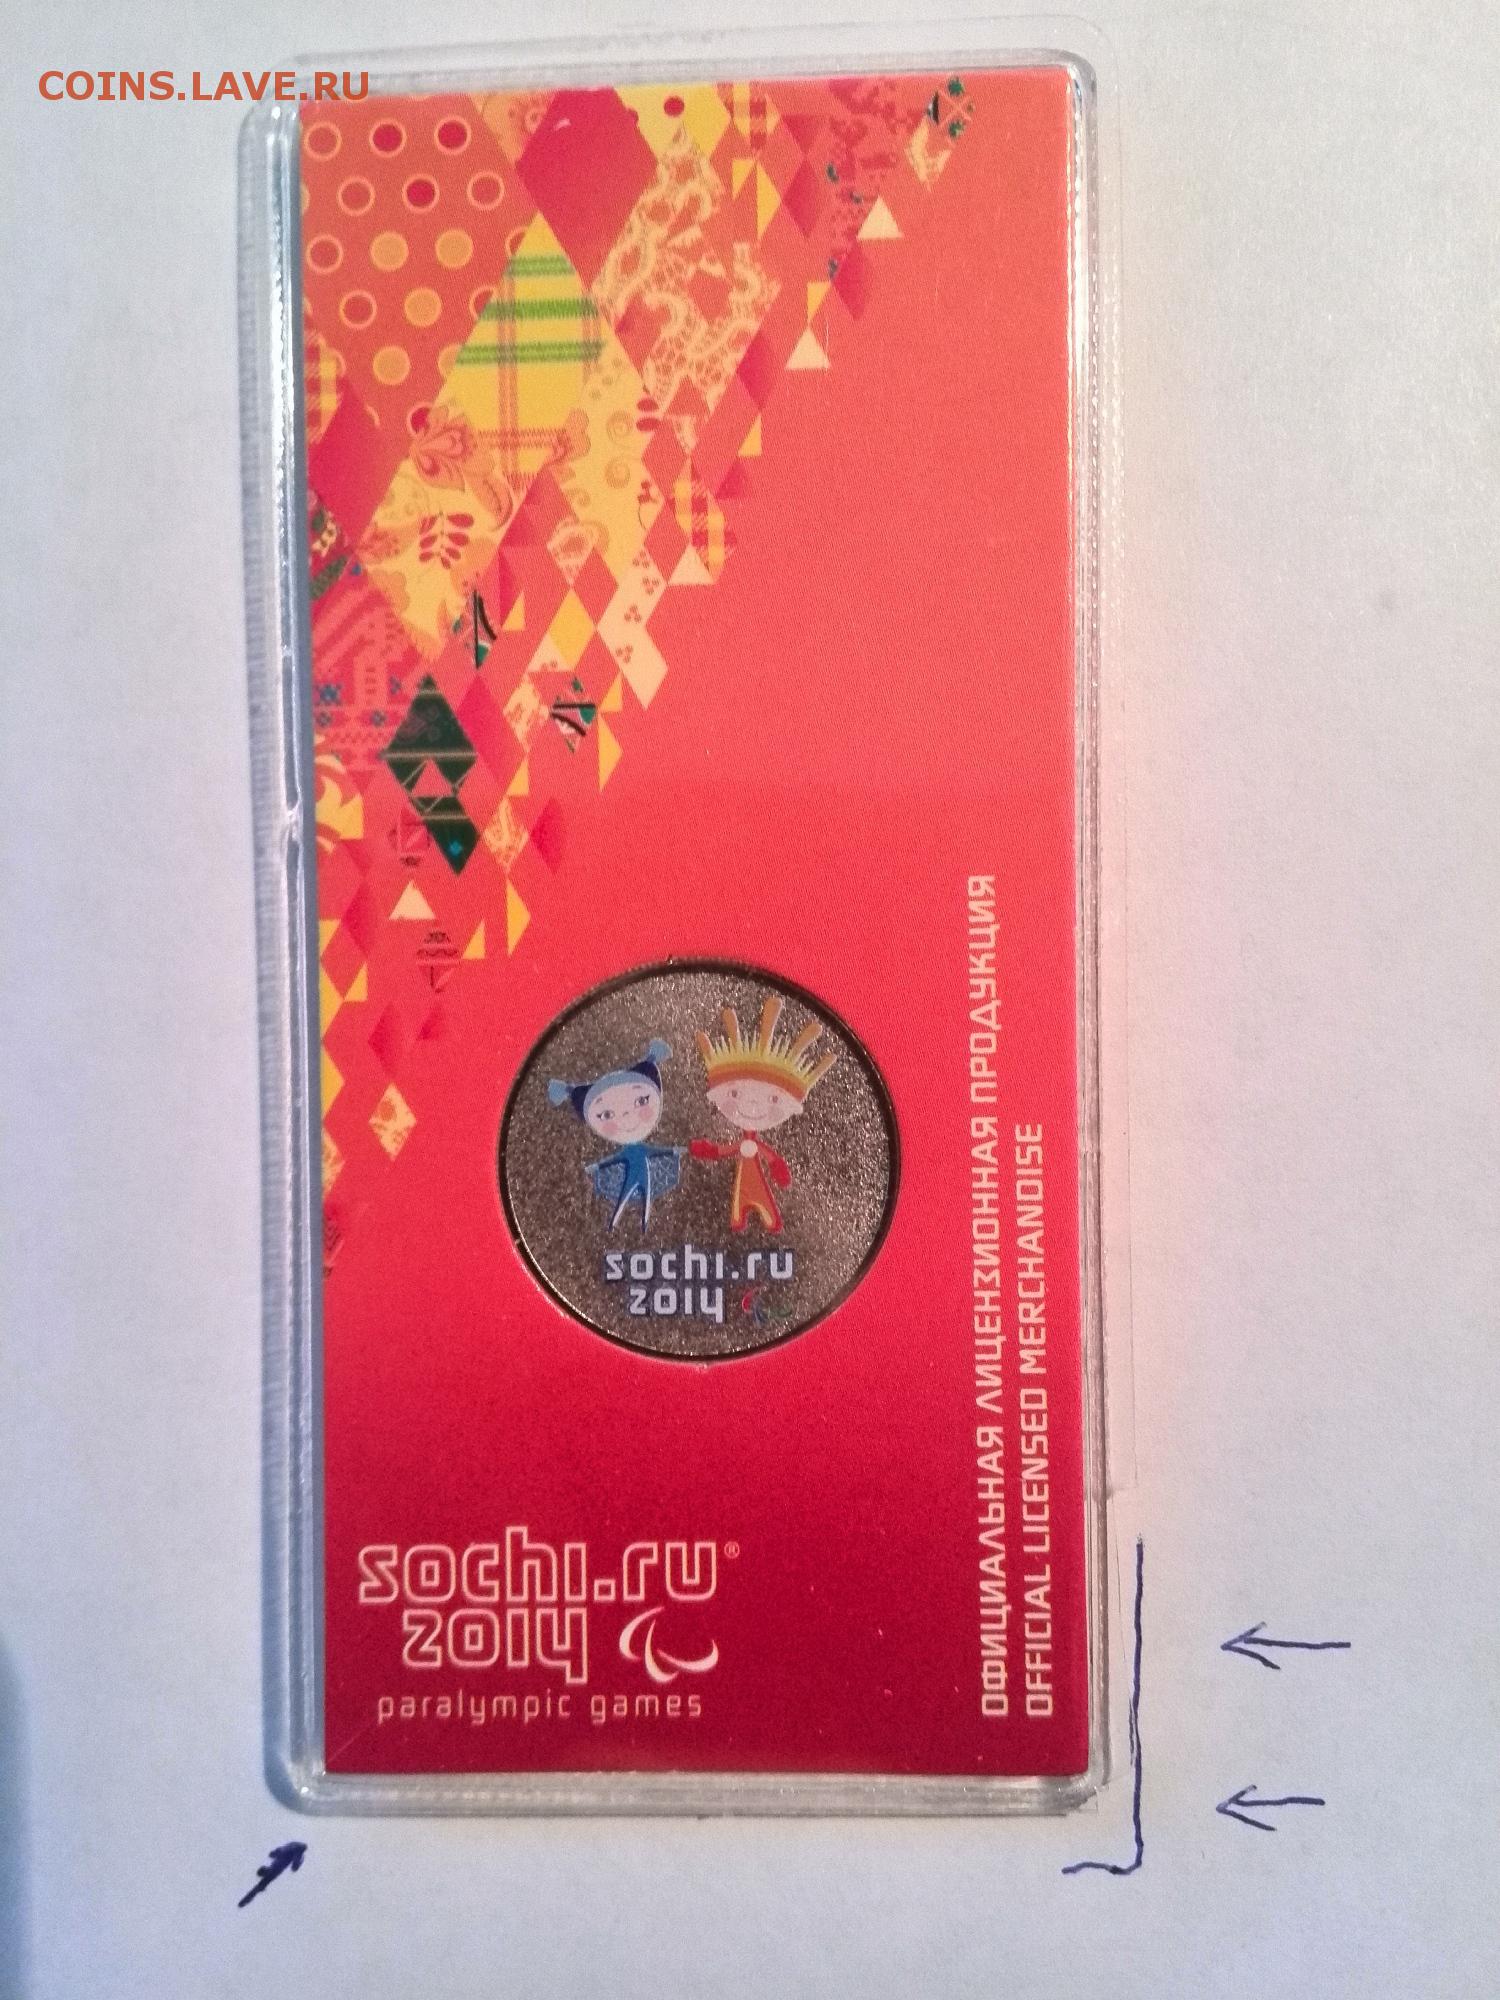 COINS.LAVE.RU
sochi.ru
2014
sochi.ru®
2014
paralympic games
ОФИЦИАЛЬНАЯ ЛИЦЕНЗИОННАЯ ПРОДУКЦИЯ
OFFICIAL LICENSED MERCHANDISE